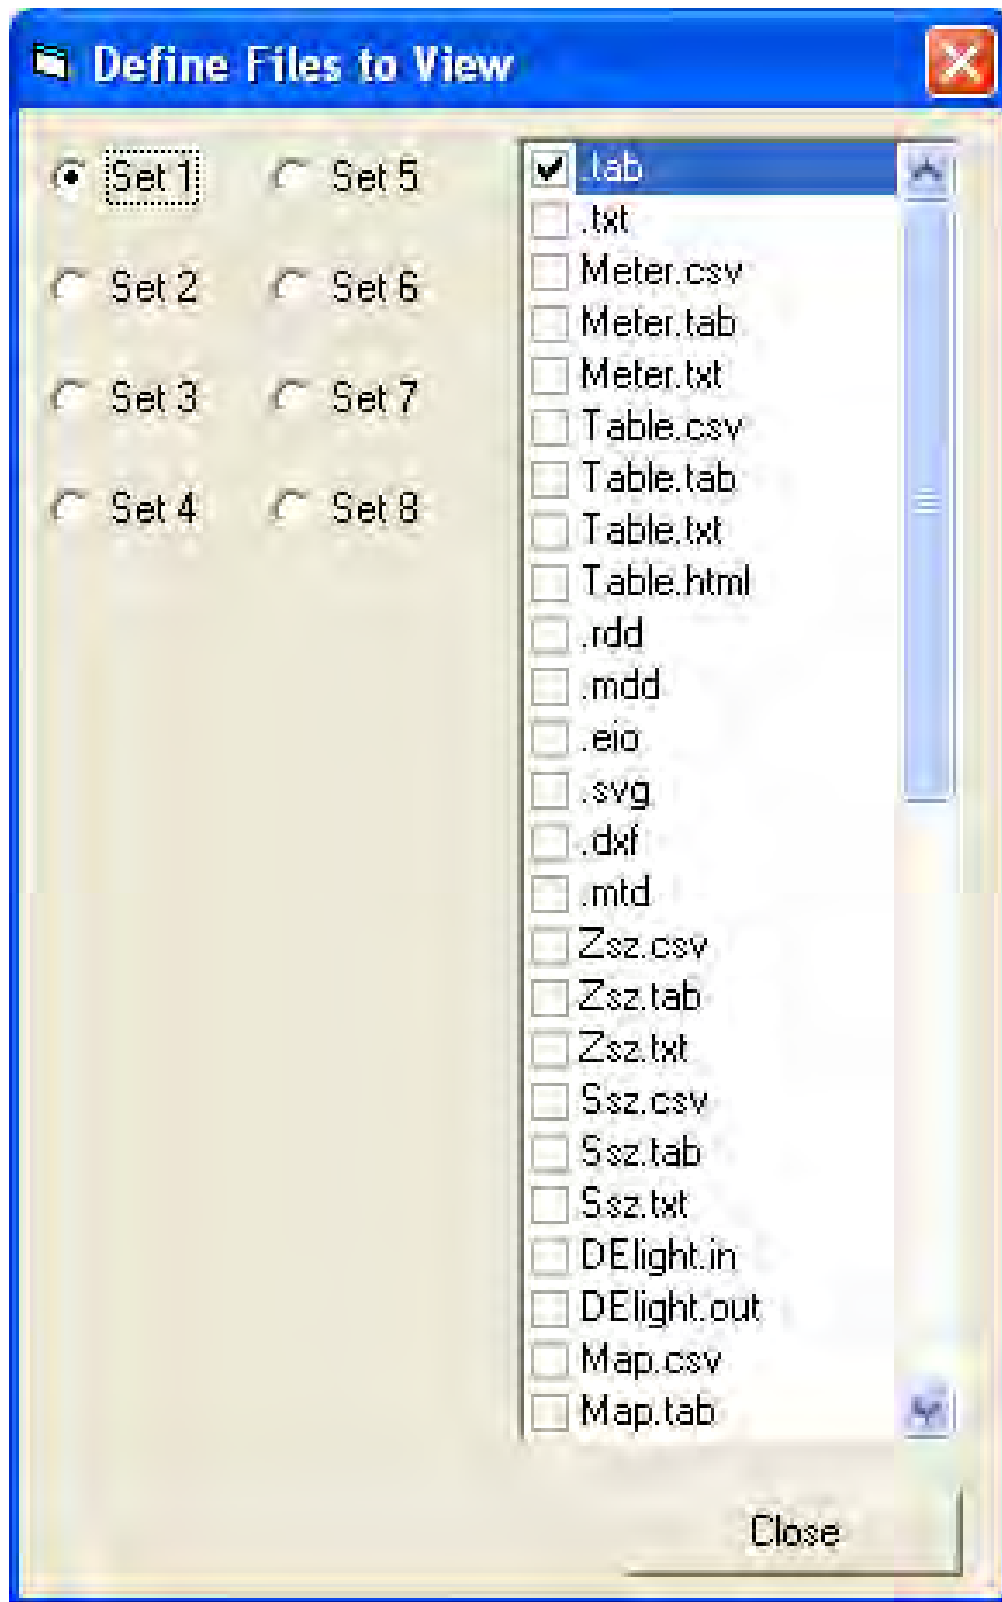 Define Files to View
Set 1 Set 5
Set 2 Set 6
Set 3 Set 7
Set 4 Set 8
.tab
.txt
Meter.csv
Meter.tab
Meter.txt
Table.csv
Table.tab
Table.txt
Table.html
.rdd
.mdd
.eio
.svg
.dxf
.mtd
Zsz.csv
Zsz.tab
Zsz.txt
Ssz.csv
Ssz.tab
Ssz.txt
DElight.in
DElight.out
Map.csv
Map.tab
Close